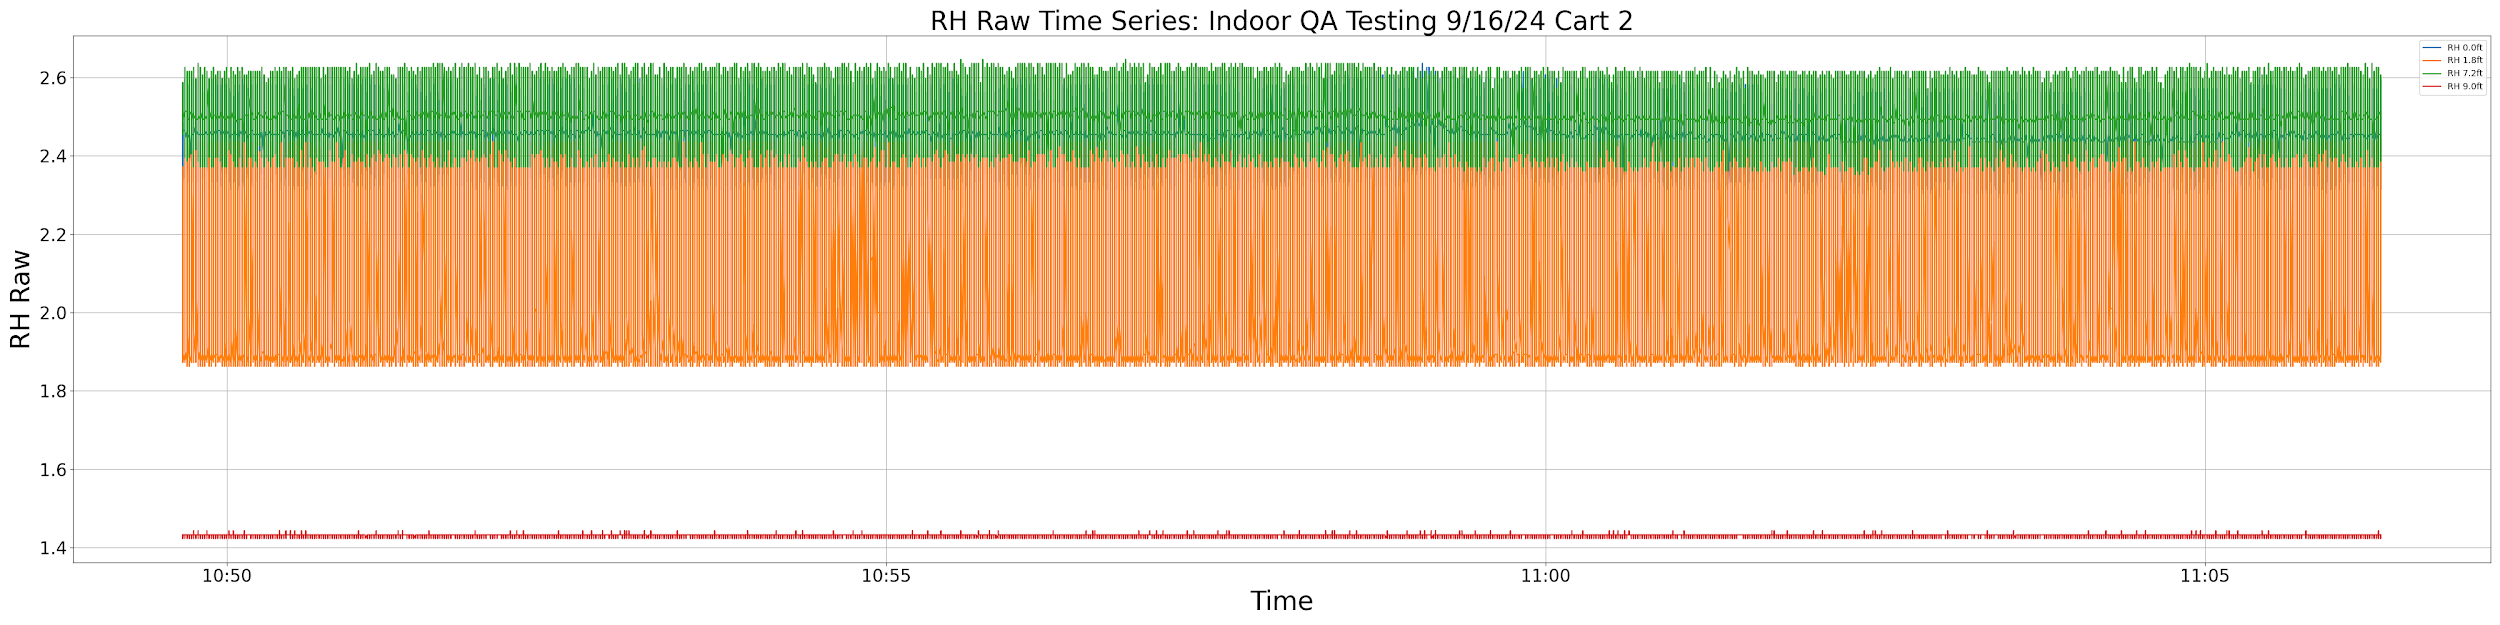 RH Raw Time Series: Indoor QA Testing 9/16/24 Cart 2
RH 0.0ft
RH 1.8ft
RH 7.2ft
RH 9.0ft
RH Raw
2.6
2.4
2.2
2.0
1.8
1.6
1.4
10:50 10:55 11:00 11:05
Time